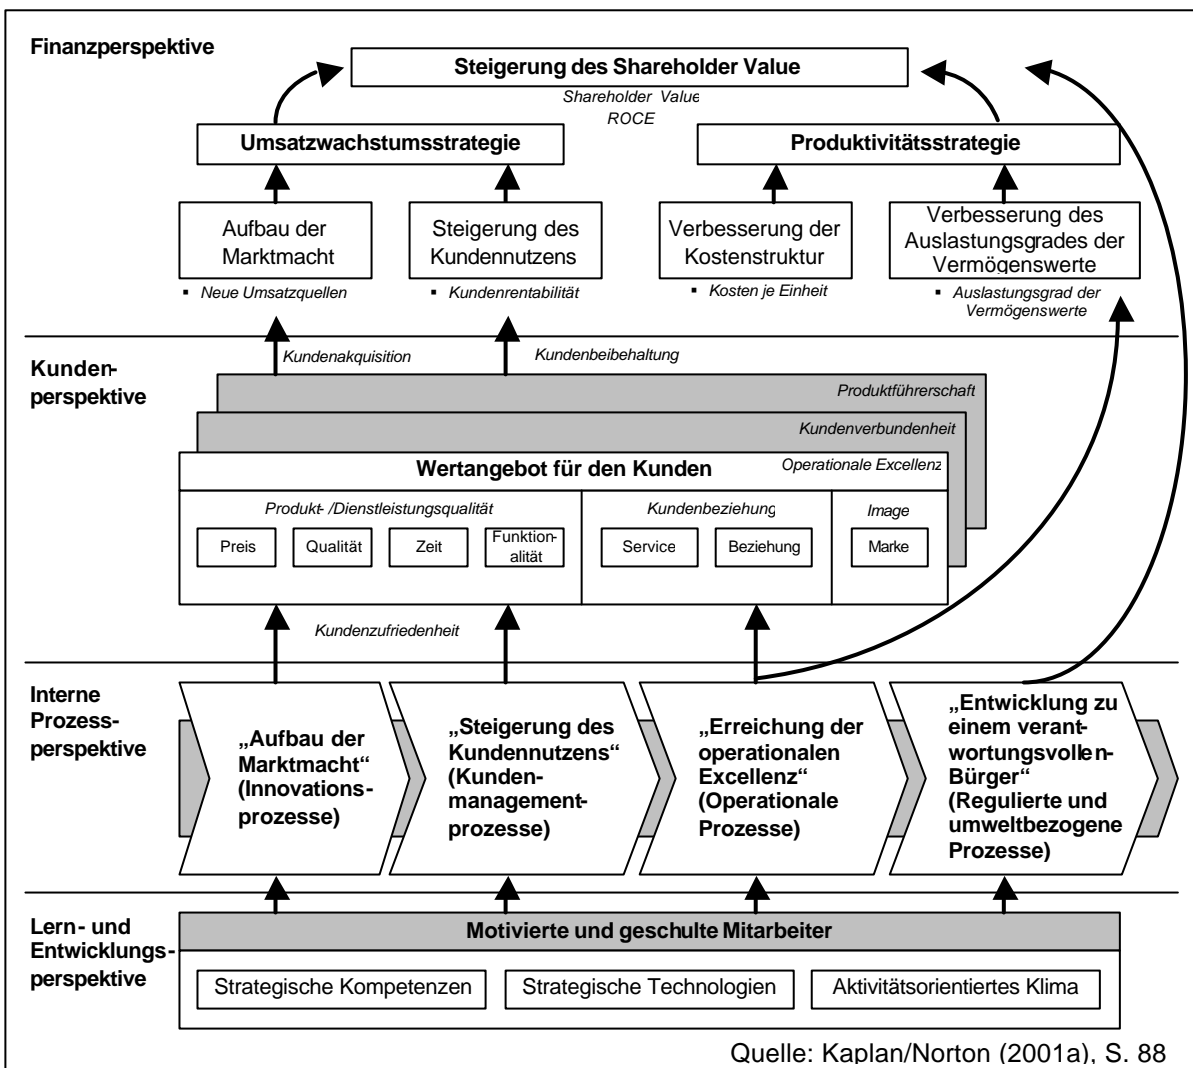 Finanzperspektive
Steigerung des Shareholder Value
Shareholder Value
ROCE
Umsatzwachstumsstrategie
Produktivitätsstrategie
Aufbau der
Marktmacht
Steigerung des
Kundennutzens
Verbesserung der
Kostenstruktur
Verbesserung des
Auslastungsgrades der
Vermögenswerte
▪ Neue Umsatzquellen
▪ Kundenrentabilität
▪ Kosten je Einheit
▪ Auslastungsgrad der
Vermögenswerte
Kunden-
perspektive
Kundenakquisition
Kundenbeibehaltung
Produktführerschaft
Kundenverbundenheit
Wertangebot für den Kunden
Operationale Excellenz
Produkt- /Dienstleistungsqualität
Kundenbeziehung
Image
Preis
Qualität
Zeit
Funktion-
alität
Service
Beziehung
Marke
Kundenzufriedenheit
Interne
Prozess-
perspektive
„Aufbau der
Marktmacht“
(Innovations-
prozesse)
„Steigerung des
Kundennutzens“
(Kunden-
management-
prozesse)
„Erreichung der
operationalen
Excellenz“
(Operationale
Prozesse)
„Entwicklung zu
einem verant-
wortungsvollen-
Bürger“
(Regulierte und
umweltbezogene
Prozesse)
Lern- und
Entwicklungs-
perspektive
Motivierte und geschulte Mitarbeiter
Strategische Kompetenzen
Strategische Technologien
Aktivitätsorientiertes Klima
Quelle: Kaplan/Norton (2001a), S. 88